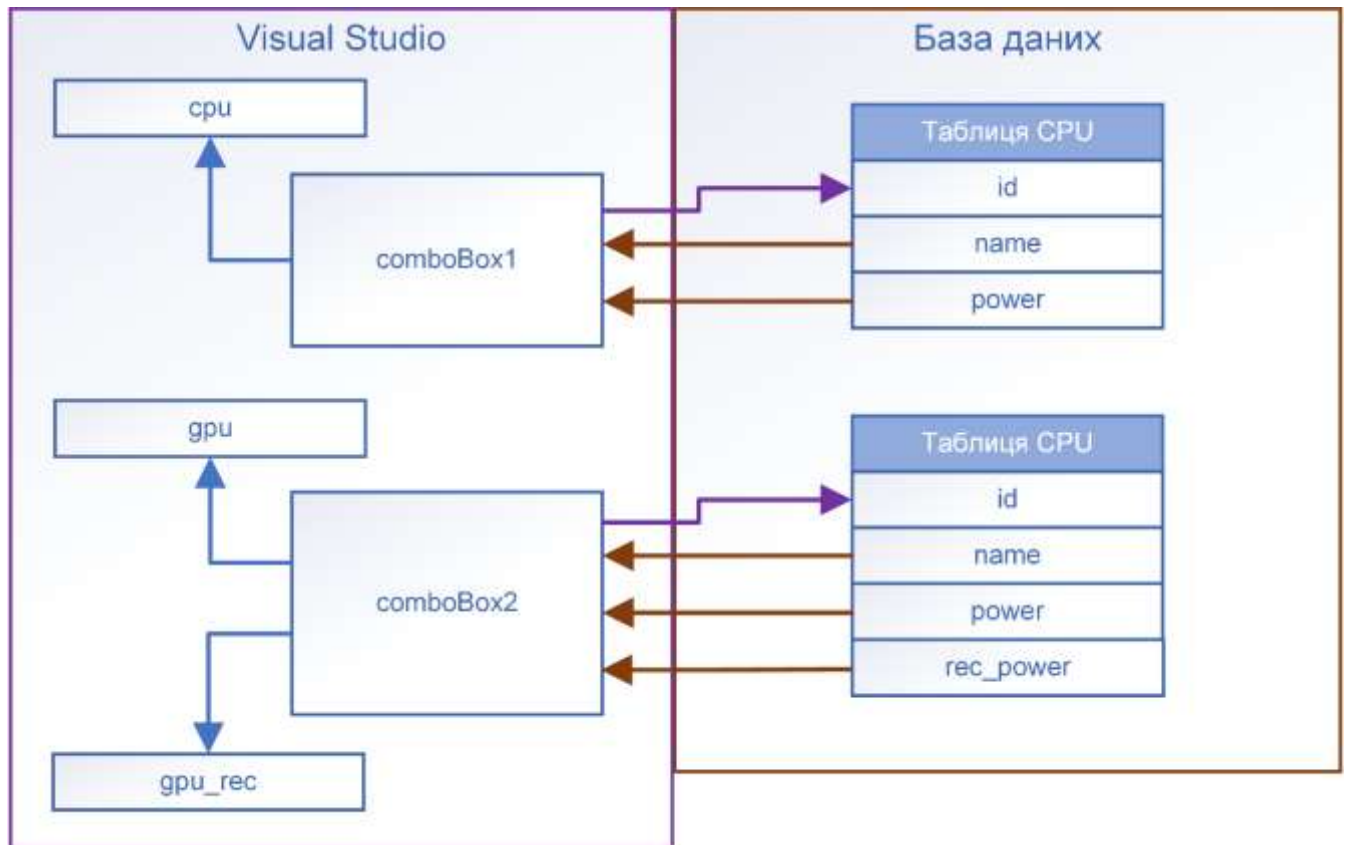 Visual Studio
cpu
comboBox1
gpu
comboBox2
gpu_rec
База даних
Таблиця CPU
id
name
power
Таблиця CPU
id
name
power
rec_power